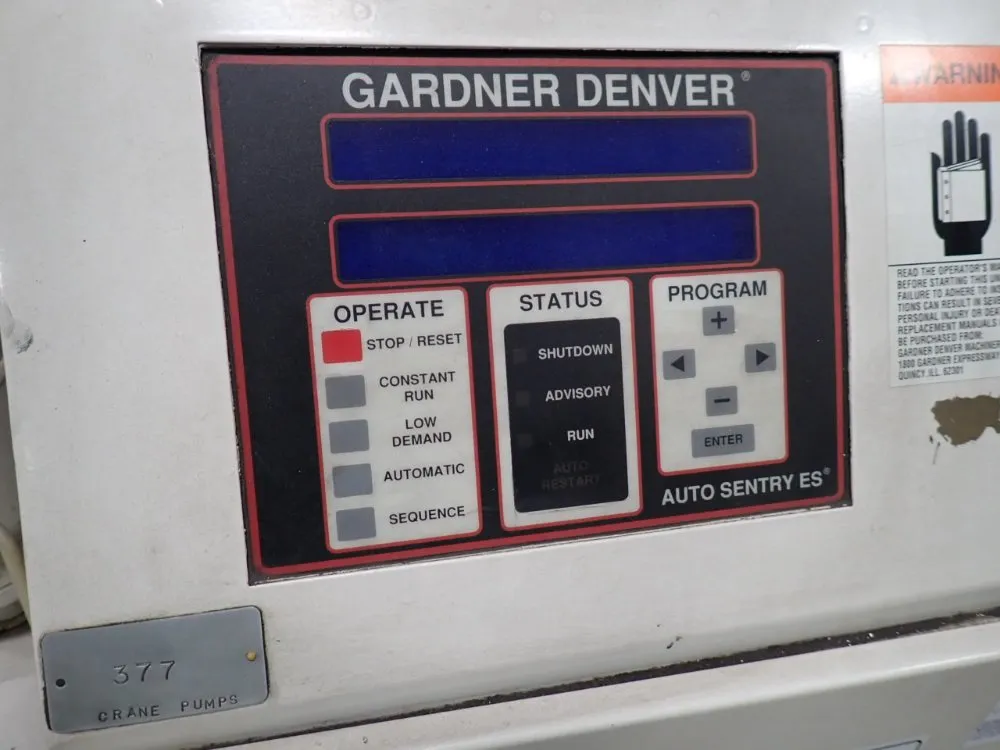 GARDNER DENVER®
OPERATE
STOP / RESET
CONSTANT
RUN
LOW
DEMAND
AUTOMATIC
SEQUENCE
STATUS
SHUTDOWN
ADVISORY
RUN
AUTO
RESTART
PROGRAM
+
−
ENTER
AUTO SENTRY ES®
377
CRANE PUMPS
READ THE OPERATOR'S
BEFORE STARTING THIS
FAILURE TO ADHERE TO
TIONS CAN RESULT IN
PERSONAL INJURY OR
REPLACEMENT MANUALS
BE PURCHASED FROM:
GARDNER DENVER
1800 GARDNER EXPRESSWAY
QUINCY, ILL. 62301